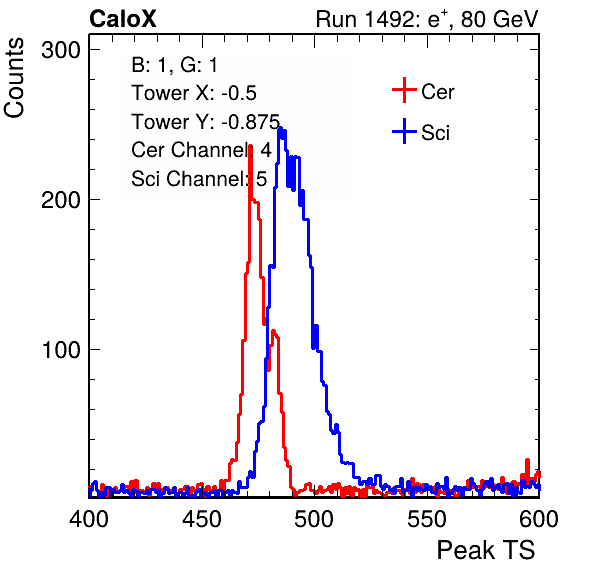 CaloX Run 1492: e⁺, 80 GeV
Counts
300
200
100
B: 1, G: 1
Tower X: -0.5
Tower Y: -0.875
Cer Channel: 4
Sci Channel: 5
Cer
Sci
400 450 500 550 600
Peak TS